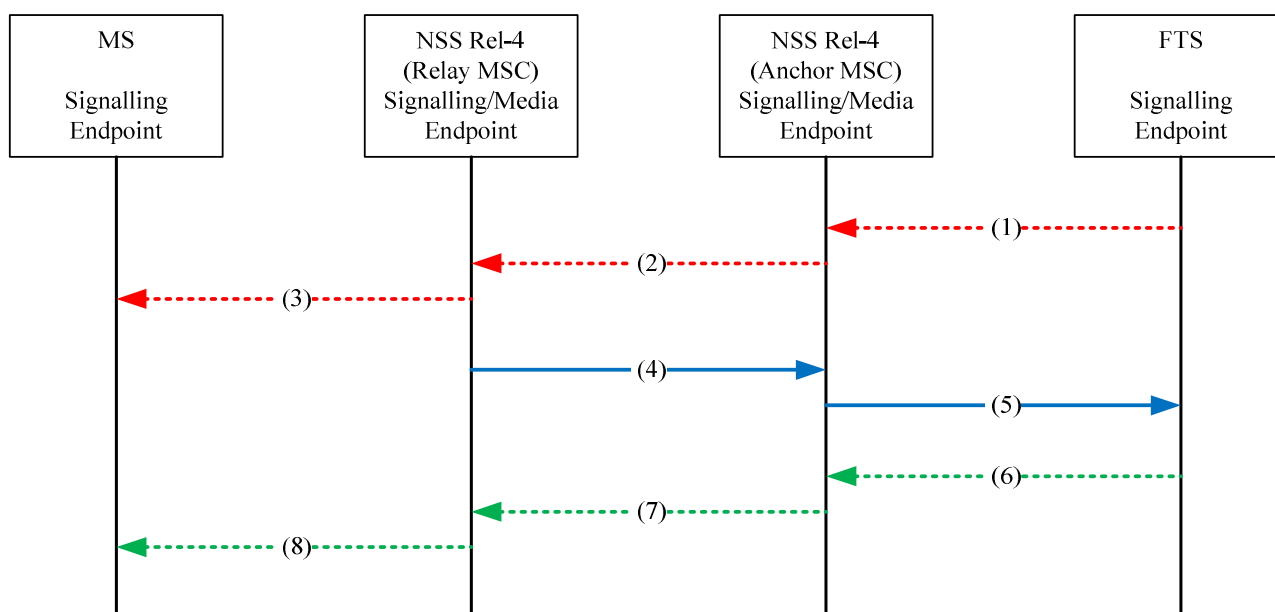 MS
Signalling
Endpoint
NSS Rel-4
(Relay MSC)
Signalling/Media
Endpoint
NSS Rel-4
(Anchor MSC)
Signalling/Media
Endpoint
FTS
Signalling
Endpoint
(1)
(2)
(3)
(4)
(5)
(6)
(7)
(8)